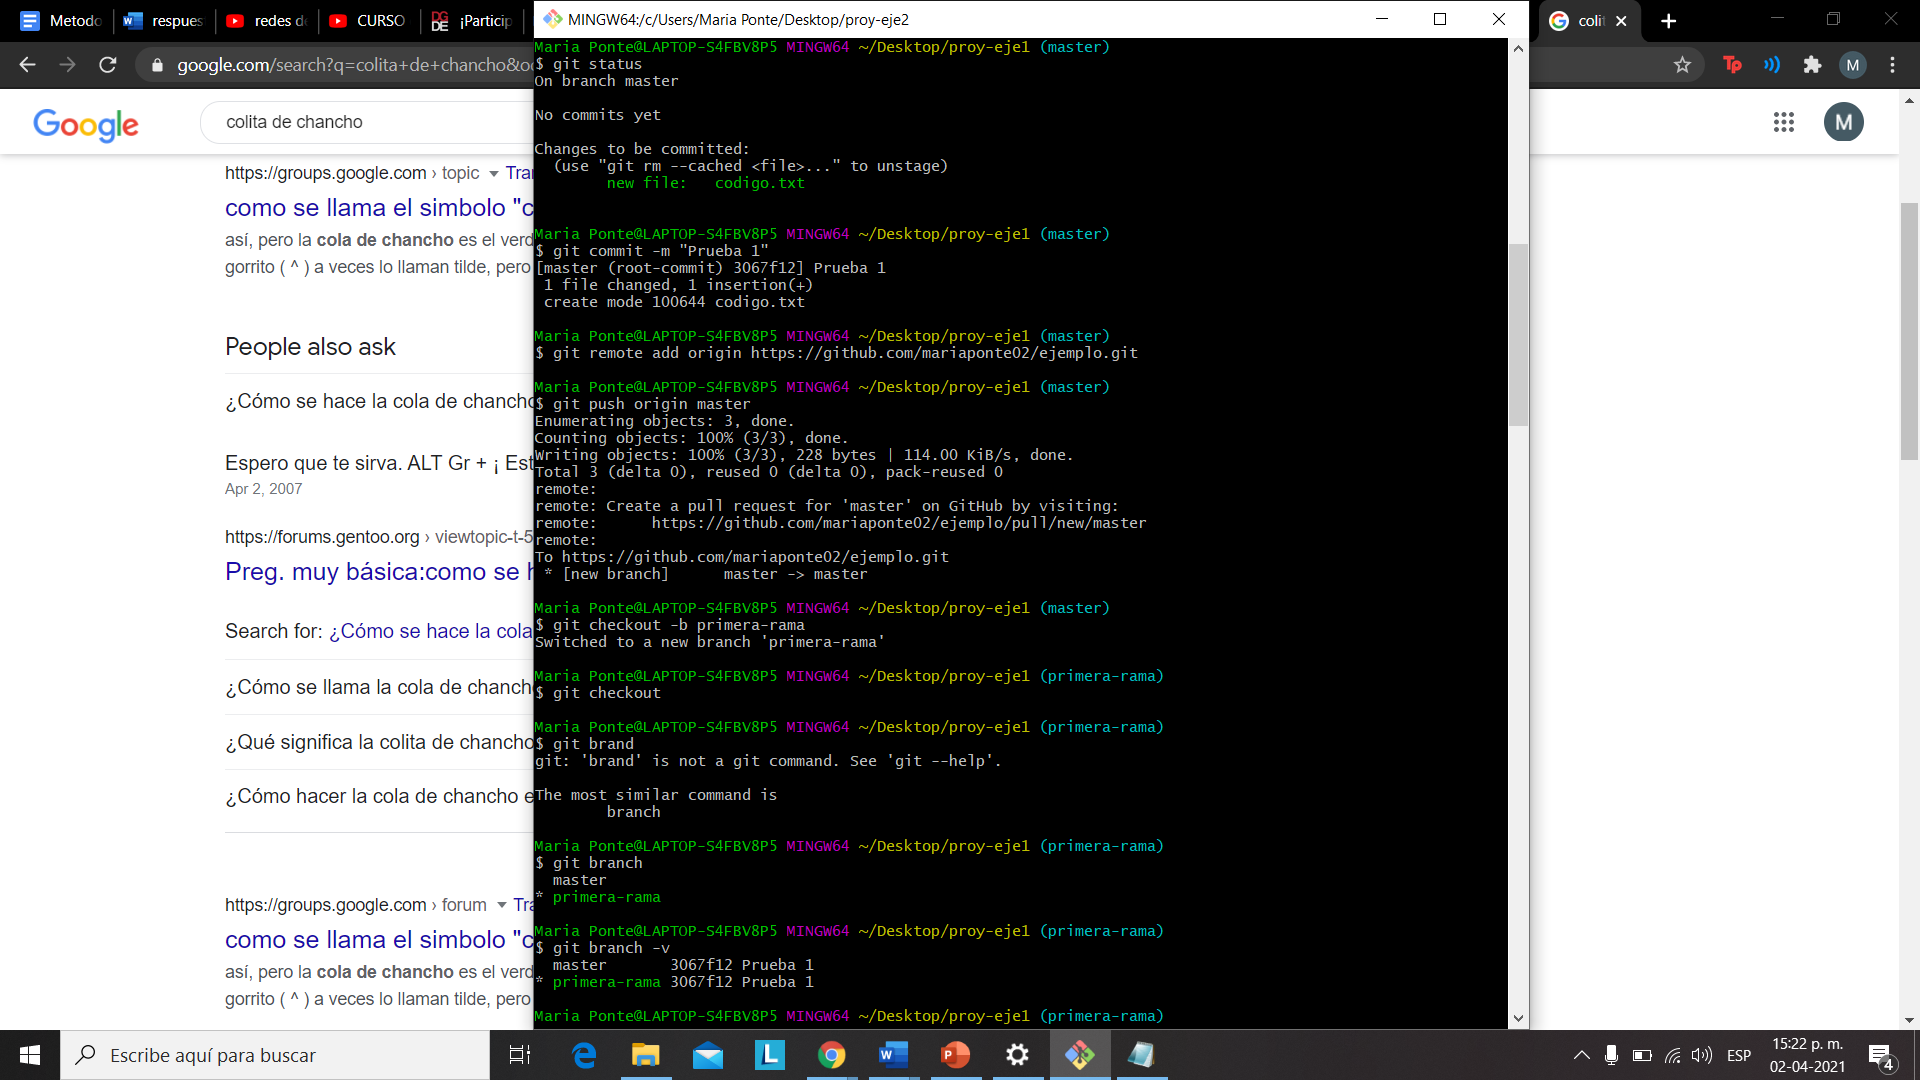 Metodo
respues
redes d
CURSO
¡Particip
MINGW64:/c/Users/Maria Ponte/Desktop/proy-eje2
coli
google.com/search?q=colita+de+chancho&o
M
Google
colita de chancho
M
https://groups.google.com › topic
Tra
como se llama el simbolo "c
así, pero la cola de chancho es el verd
gorrito ( ^ ) a veces lo llaman tilde, pero
People also ask
¿Cómo se hace la cola de chancho
Espero que te sirva. ALT Gr + ¡ Est
Apr 2, 2007
https://forums.gentoo.org › viewtopic-t-5
Preg. muy básica:como se h
Search for: ¿Cómo se hace la cola
¿Cómo se llama la cola de chanch
¿Qué significa la colita de chancho
¿Cómo hacer la cola de chancho e
https://groups.google.com › forum
Tra
como se llama el simbolo "c
así, pero la cola de chancho es el verd
gorrito ( ^ ) a veces lo llaman tilde, pero
Maria Ponte@LAPTOP-S4FBV8P5 MINGW64 ~/Desktop/proy-eje1 (master)
$ git status
On branch master
No commits yet
Changes to be committed:
(use "git rm --cached <file>..." to unstage)
new file:   codigo.txt
Maria Ponte@LAPTOP-S4FBV8P5 MINGW64 ~/Desktop/proy-eje1 (master)
$ git commit -m "Prueba 1"
[master (root-commit) 3067f12] Prueba 1
1 file changed, 1 insertion(+)
create mode 100644 codigo.txt
Maria Ponte@LAPTOP-S4FBV8P5 MINGW64 ~/Desktop/proy-eje1 (master)
$ git remote add origin https://github.com/mariaponte02/ejemplo.git
Maria Ponte@LAPTOP-S4FBV8P5 MINGW64 ~/Desktop/proy-eje1 (master)
$ git push origin master
Enumerating objects: 3, done.
Counting objects: 100% (3/3), done.
Writing objects: 100% (3/3), 228 bytes | 114.00 KiB/s, done.
Total 3 (delta 0), reused 0 (delta 0), pack-reused 0
remote:
remote: Create a pull request for 'master' on GitHub by visiting:
remote:      https://github.com/mariaponte02/ejemplo/pull/new/master
remote:
To https://github.com/mariaponte02/ejemplo.git
* [new branch]      master -> master
Maria Ponte@LAPTOP-S4FBV8P5 MINGW64 ~/Desktop/proy-eje1 (master)
$ git checkout -b primera-rama
Switched to a new branch 'primera-rama'
Maria Ponte@LAPTOP-S4FBV8P5 MINGW64 ~/Desktop/proy-eje1 (primera-rama)
$ git checkout
Maria Ponte@LAPTOP-S4FBV8P5 MINGW64 ~/Desktop/proy-eje1 (primera-rama)
$ git brand
git: 'brand' is not a git command. See 'git --help'.
The most similar command is
branch
Maria Ponte@LAPTOP-S4FBV8P5 MINGW64 ~/Desktop/proy-eje1 (primera-rama)
$ git branch
master
* primera-rama
Maria Ponte@LAPTOP-S4FBV8P5 MINGW64 ~/Desktop/proy-eje1 (primera-rama)
$ git branch -v
master       3067f12 Prueba 1
* primera-rama 3067f12 Prueba 1
Maria Ponte@LAPTOP-S4FBV8P5 MINGW64 ~/Desktop/proy-eje1 (primera-rama)
Escribe aquí para buscar
ESP
15:22 p. m.
02-04-2021
4